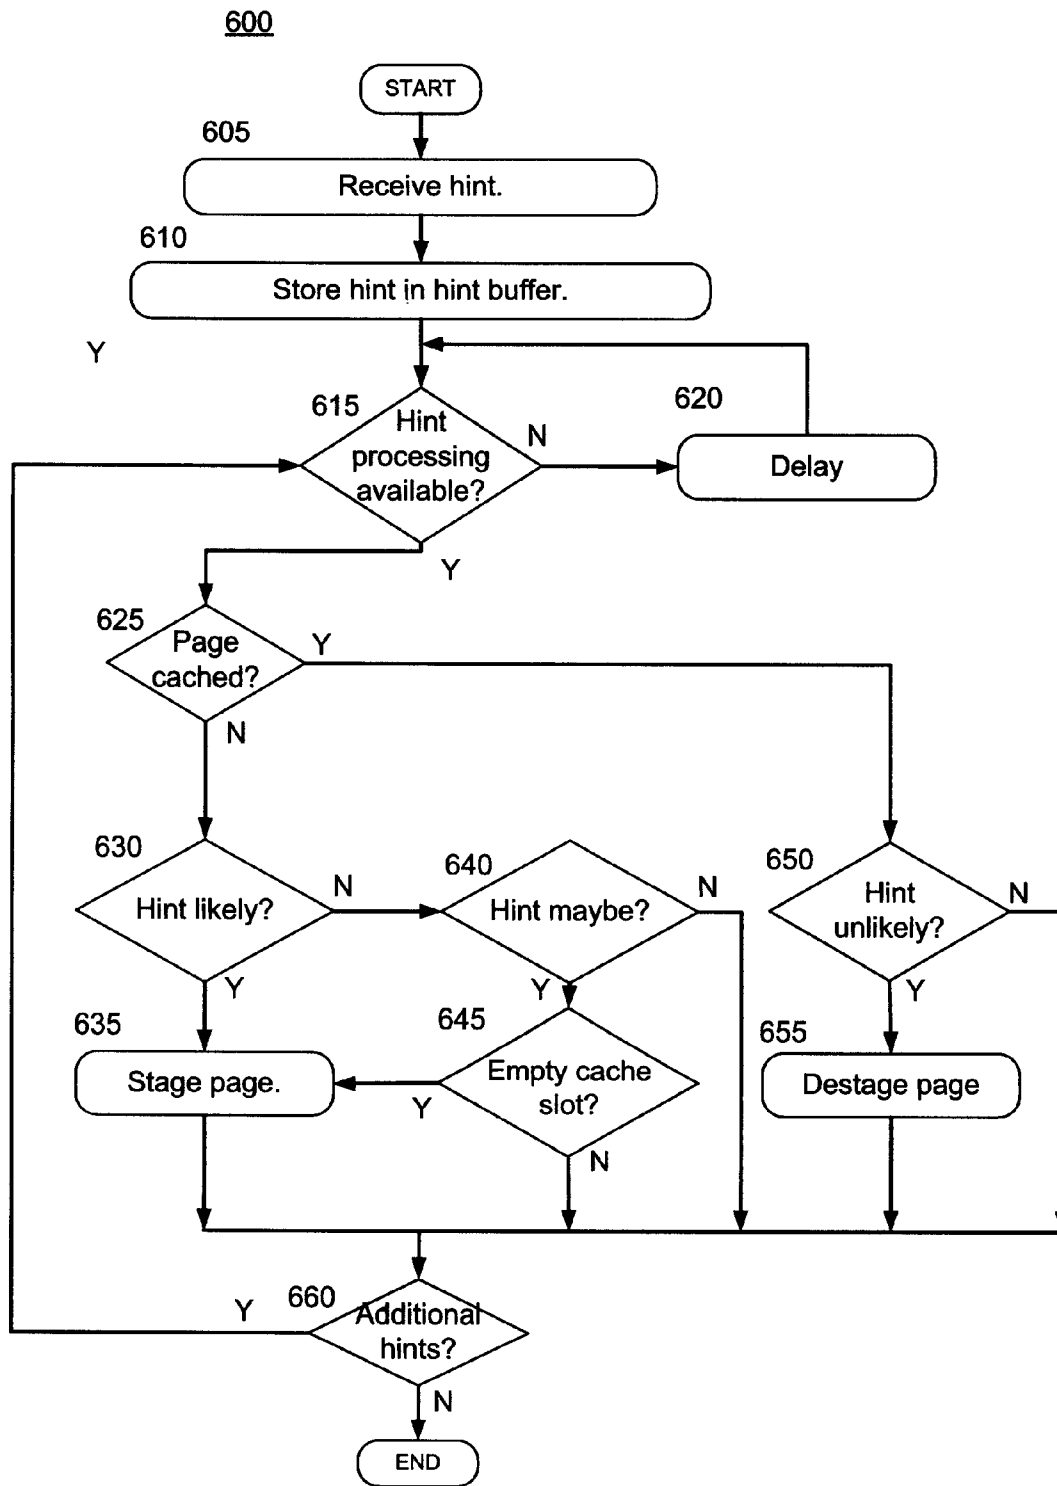 600
START
605
Receive hint.
610
Store hint in hint buffer.
Y
615
Hint
processing
available?
N
620
Delay
Y
625
Page
cached?
Y
N
630
Hint likely?
N
640
Hint maybe?
N
650
Hint
unlikely?
N
Y
Y
Y
635
Stage page.
645
Empty cache
slot?
Y
N
655
Destage page
Y
660
Additional
hints?
N
END